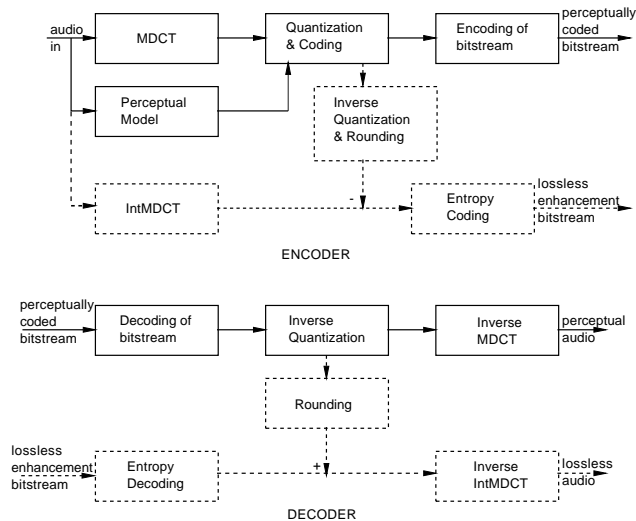 audio
in
MDCT
Quantization
& Coding
Encoding of
bitstream
perceptually
coded
bitstream
Perceptual
Model
Inverse
Quantization
& Rounding
IntMDCT
-
Entropy
Coding
lossless
enhancement
bitstream
ENCODER
perceptually
coded
bitstream
Decoding of
bitstream
Inverse
Quantization
Inverse
MDCT
perceptual
audio
Rounding
lossless
enhancement
bitstream
Entropy
Decoding
+
Inverse
IntMDCT
lossless
audio
DECODER